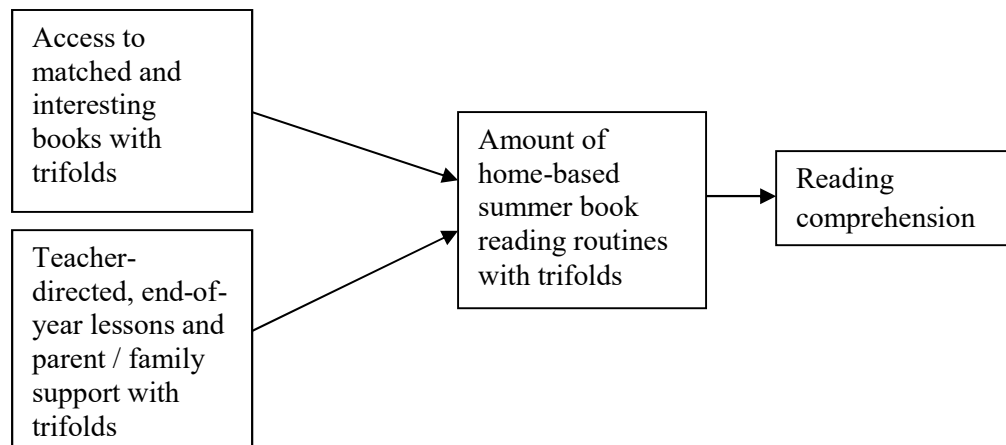 Access to
matched and
interesting
books with
trifolds
Teacher-
directed, end-of-
year lessons and
parent / family
support with
trifolds
Amount of
home-based
summer book
reading routines
with trifolds
Reading
comprehension